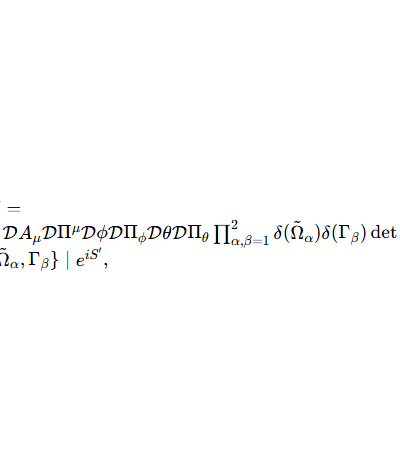 =
𝒟A_μ𝒟Π^μ𝒟ϕ𝒟Π_ϕ𝒟θ𝒟Π_θ ∏_{α,β=1}^2 δ(Ω̃_α)δ(Γ_β) det
Ω̃_α, Γ_β} | e^{iS′},